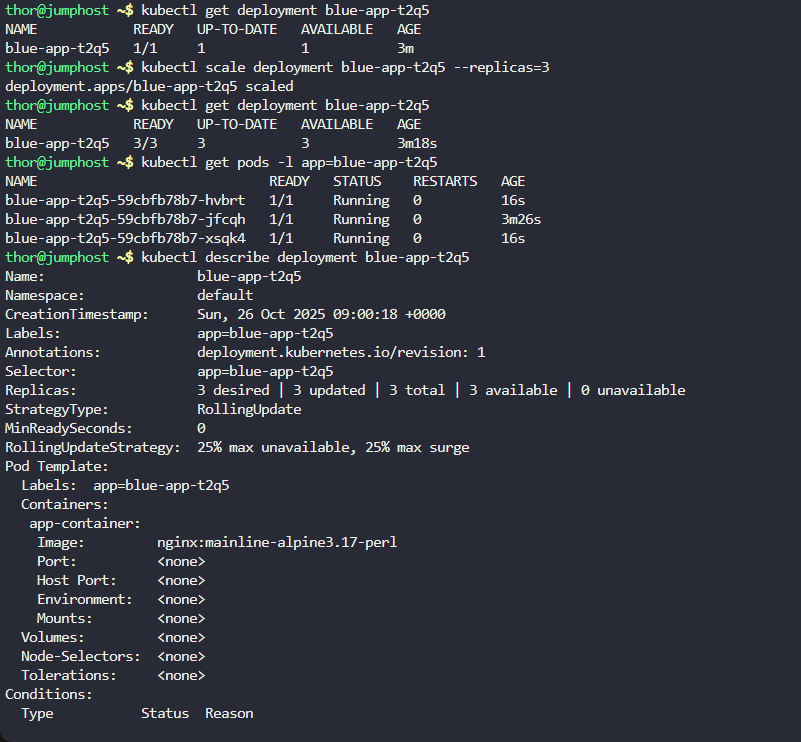 thor@jumphost ~$ kubectl get deployment blue-app-t2q5
NAME            READY   UP-TO-DATE   AVAILABLE   AGE
blue-app-t2q5   1/1     1            1           3m
thor@jumphost ~$ kubectl scale deployment blue-app-t2q5 --replicas=3
deployment.apps/blue-app-t2q5 scaled
thor@jumphost ~$ kubectl get deployment blue-app-t2q5
NAME            READY   UP-TO-DATE   AVAILABLE   AGE
blue-app-t2q5   3/3     3            3           3m18s
thor@jumphost ~$ kubectl get pods -l app=blue-app-t2q5
NAME                             READY   STATUS    RESTARTS   AGE
blue-app-t2q5-59cbfb78b7-hvbrt   1/1     Running   0          16s
blue-app-t2q5-59cbfb78b7-jfcqh   1/1     Running   0          3m26s
blue-app-t2q5-59cbfb78b7-xsqk4   1/1     Running   0          16s
thor@jumphost ~$ kubectl describe deployment blue-app-t2q5
Name:                   blue-app-t2q5
Namespace:              default
CreationTimestamp:      Sun, 26 Oct 2025 09:00:18 +0000
Labels:                 app=blue-app-t2q5
Annotations:            deployment.kubernetes.io/revision: 1
Selector:               app=blue-app-t2q5
Replicas:               3 desired | 3 updated | 3 total | 3 available | 0 unavailable
StrategyType:           RollingUpdate
MinReadySeconds:        0
RollingUpdateStrategy:  25% max unavailable, 25% max surge
Pod Template:
  Labels:  app=blue-app-t2q5
  Containers:
   app-container:
    Image:         nginx:mainline-alpine3.17-perl
    Port:          <none>
    Host Port:     <none>
    Environment:   <none>
    Mounts:        <none>
  Volumes:         <none>
  Node-Selectors:  <none>
  Tolerations:     <none>
Conditions:
  Type           Status  Reason